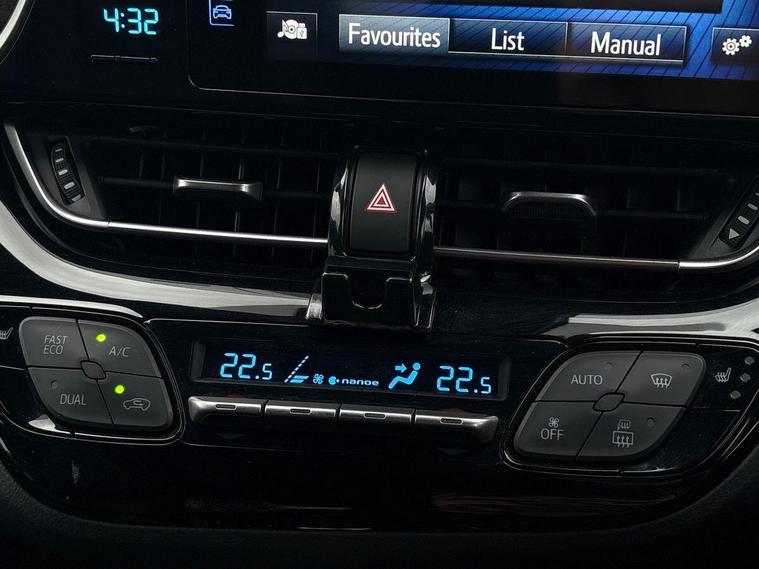 4:32
Favourites List Manual
FAST
ECO
A/C
DUAL
22.5 nanoe 22.5
AUTO
OFF